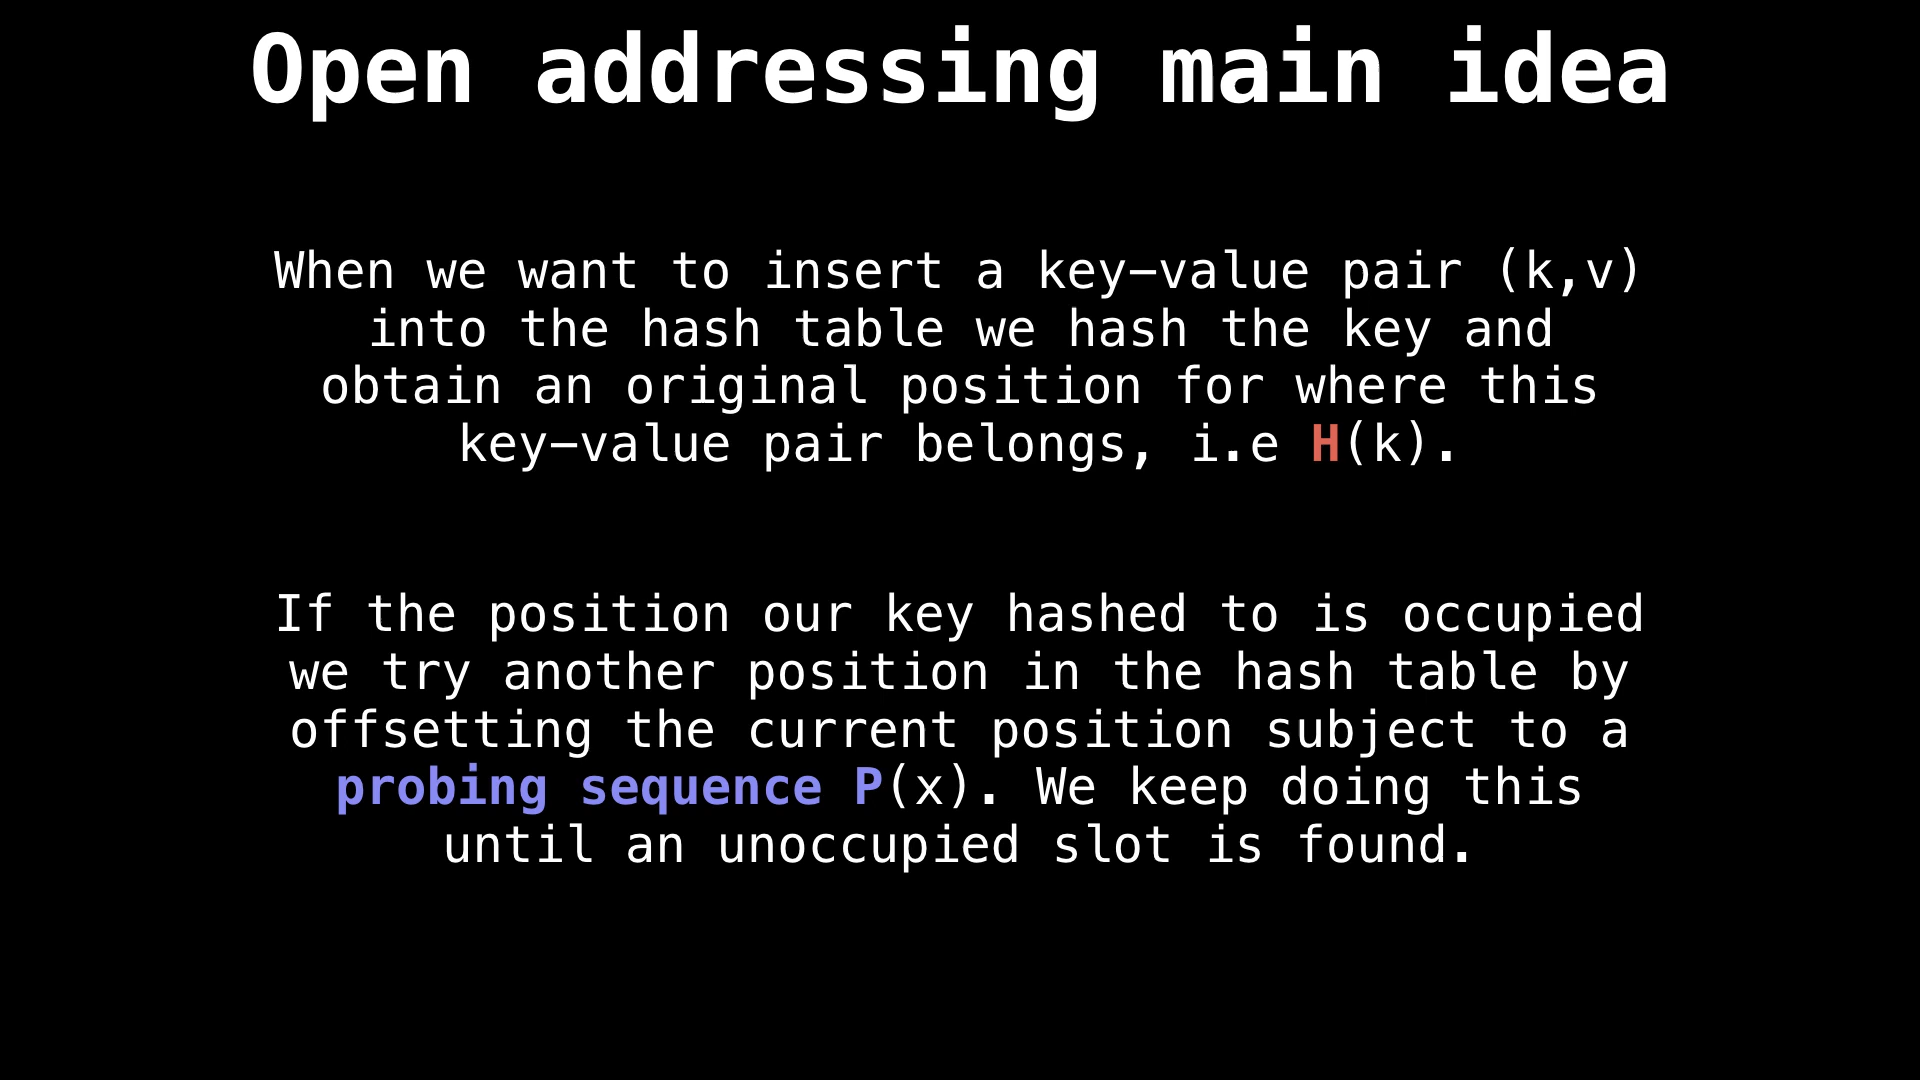 Open addressing main idea
When we want to insert a key-value pair (k,v)
into the hash table we hash the key and
obtain an original position for where this
key-value pair belongs, i.e H(k).
If the position our key hashed to is occupied
we try another position in the hash table by
offsetting the current position subject to a
probing sequence P(x). We keep doing this
until an unoccupied slot is found.